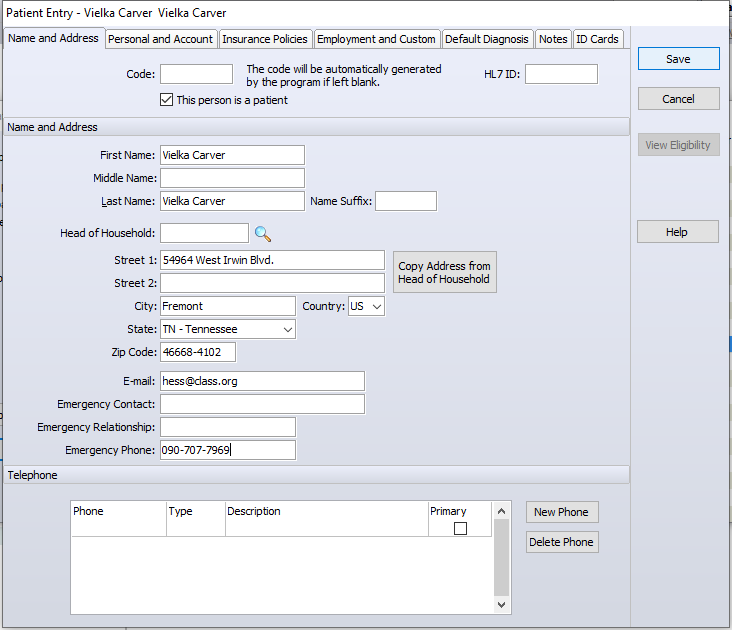 Patient Entry - Vielka Carver  Vielka Carver
Name and Address Personal and Account Insurance Policies Employment and Custom Default Diagnosis Notes ID Cards
Code: The code will be automatically generated by the program if left blank. HL7 ID:
This person is a patient
Name and Address
First Name: Vielka Carver
Middle Name:
Last Name: Vielka Carver Name Suffix:
Head of Household:
Street 1: 54964 West Irwin Blvd.
Copy Address from
Head of Household
Street 2:
City: Fremont Country: US
State: TN - Tennessee
Zip Code: 46668-4102
E-mail: hess@class.org
Emergency Contact:
Emergency Relationship:
Emergency Phone: 090-707-7969
Telephone
Phone Type Description Primary
New Phone
Delete Phone
Save
Cancel
View Eligibility
Help